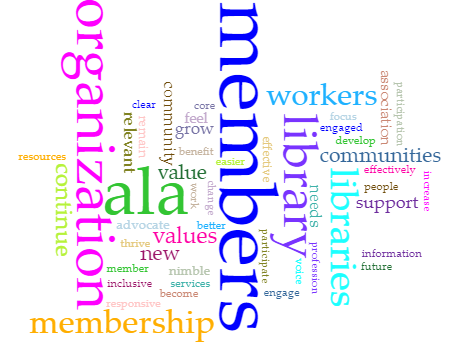 organization
members
clear
core
community
relevant
remain
feel
grow
workers
association
participation
focus
engaged
develop
resources
benefit
easier
effective
library
communities
continue
ala
value
work
change
needs
libraries
effectively
people
increase
support
advocate
better
values
thrive
new
participate
voice
profession
information
future
member
nimble
inclusive
services
become
engage
responsive
membership